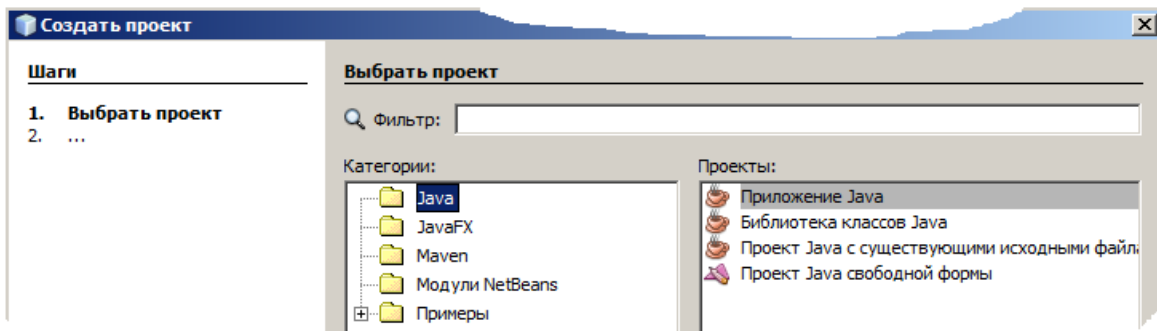 Создать проект
Шаги
1. Выбрать проект
2. ...
Выбрать проект
Фильтр:
Категории:
Java
JavaFX
Maven
Модули NetBeans
Примеры
Проекты:
Приложение Java
Библиотека классов Java
Проект Java с существующими исходными файла
Проект Java свободной формы